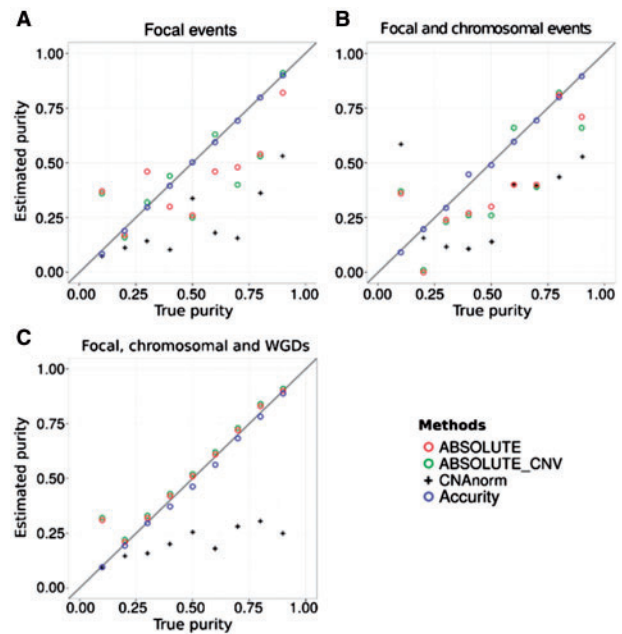 A
Focal events
Estimated purity
1.00
0.75
0.50
0.25
0.00
0.00 0.25 0.50 0.75 1.00
True purity
B
Focal and chromosomal events
Estimated purity
1.00
0.75
0.50
0.25
0.00
0.00 0.25 0.50 0.75 1.00
True purity
C
Focal, chromosomal and WGDs
Estimated purity
1.00
0.75
0.50
0.25
0.00
0.00 0.25 0.50 0.75 1.00
True purity
Methods
ABSOLUTE
ABSOLUTE_CNV
CNAnorm
Accurity